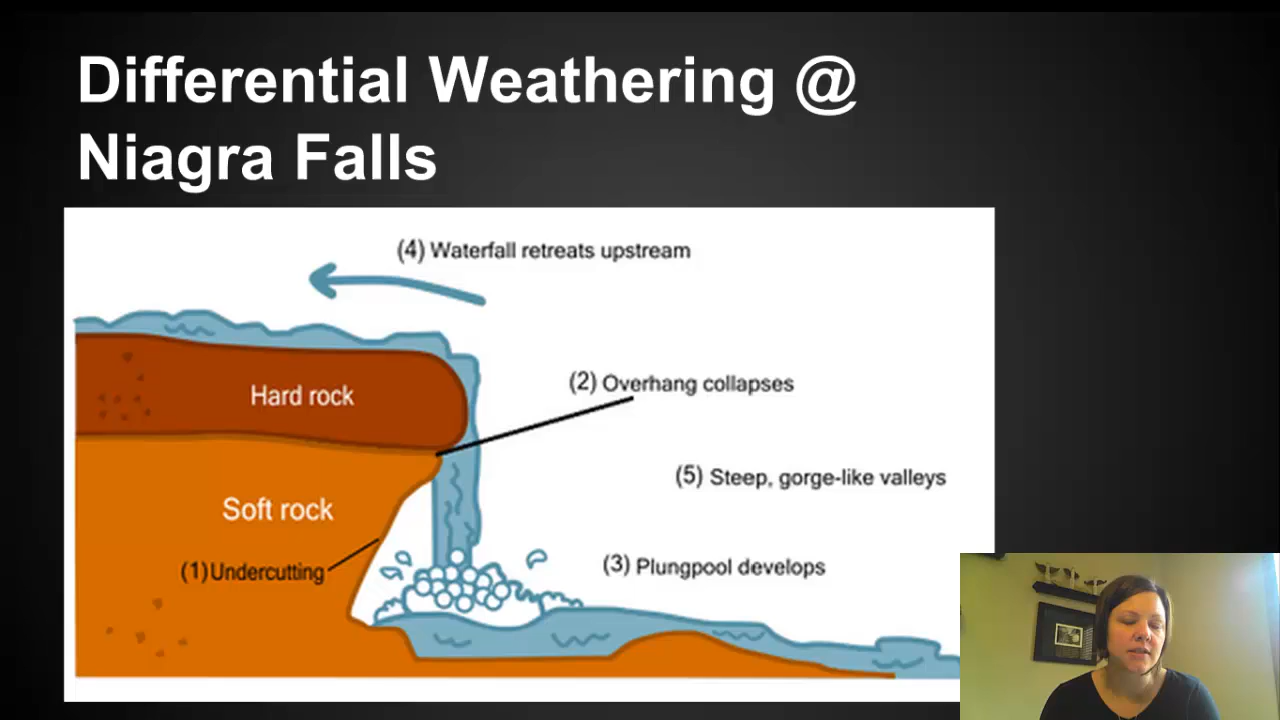 Differential Weathering @
Niagra Falls
(4) Waterfall retreats upstream
Hard rock
(2) Overhang collapses
(5) Steep, gorge-like valleys
Soft rock
(1)Undercutting
(3) Plungpool develops